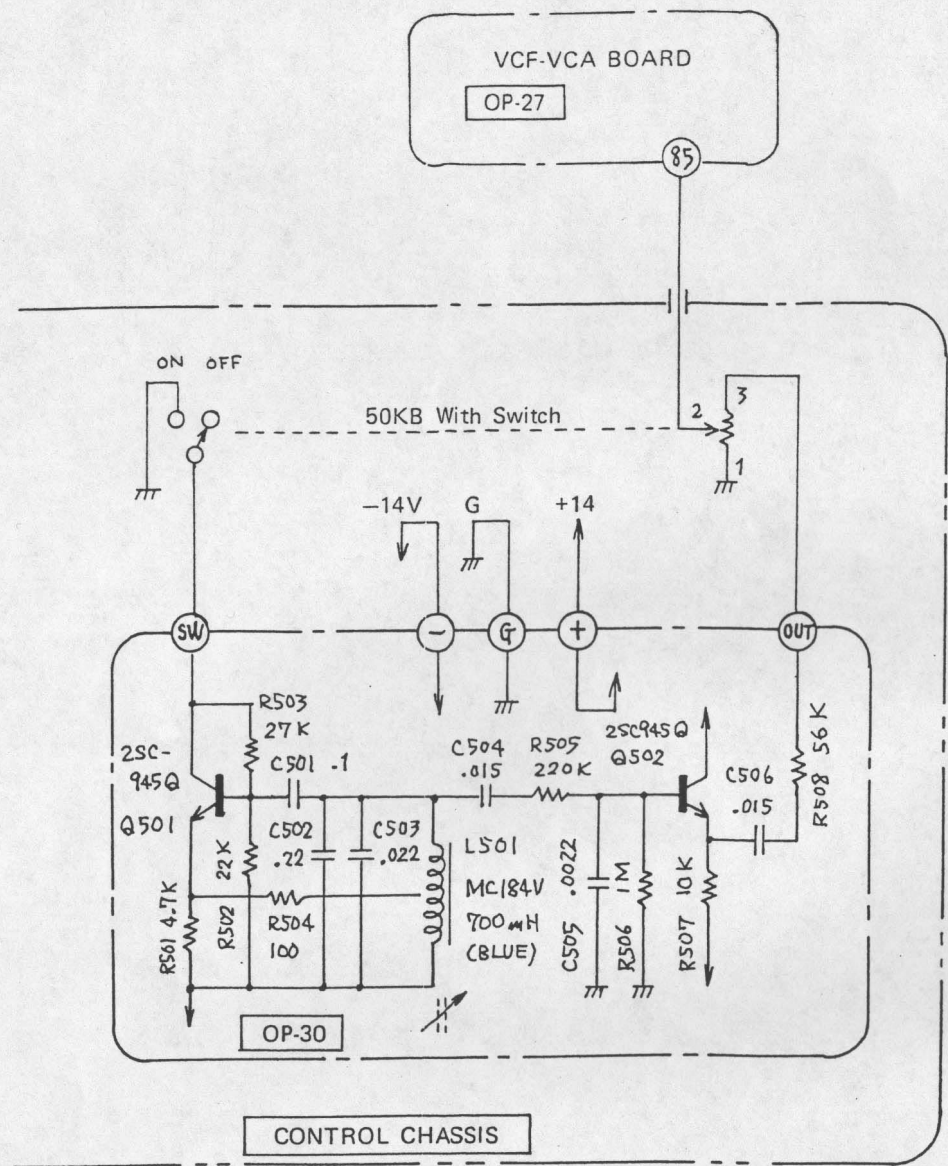 VCF-VCA BOARD
OP-27
85
ON OFF
50KB With Switch
2
3
1
−14V G +14
SW
−
G
+
OUT
R503
27K
2SC-
945Q
Q501
C501 .1
C504
.015
R505
220K
2SC945Q
Q502
C506
.015
R508 56K
C502
.22
C503
.022
L501
MC184V
700mH
(BLUE)
22K
R502
R501 4.7K
R504
100
C505 .0022
1M
R506
R507 10K
OP-30
CONTROL CHASSIS